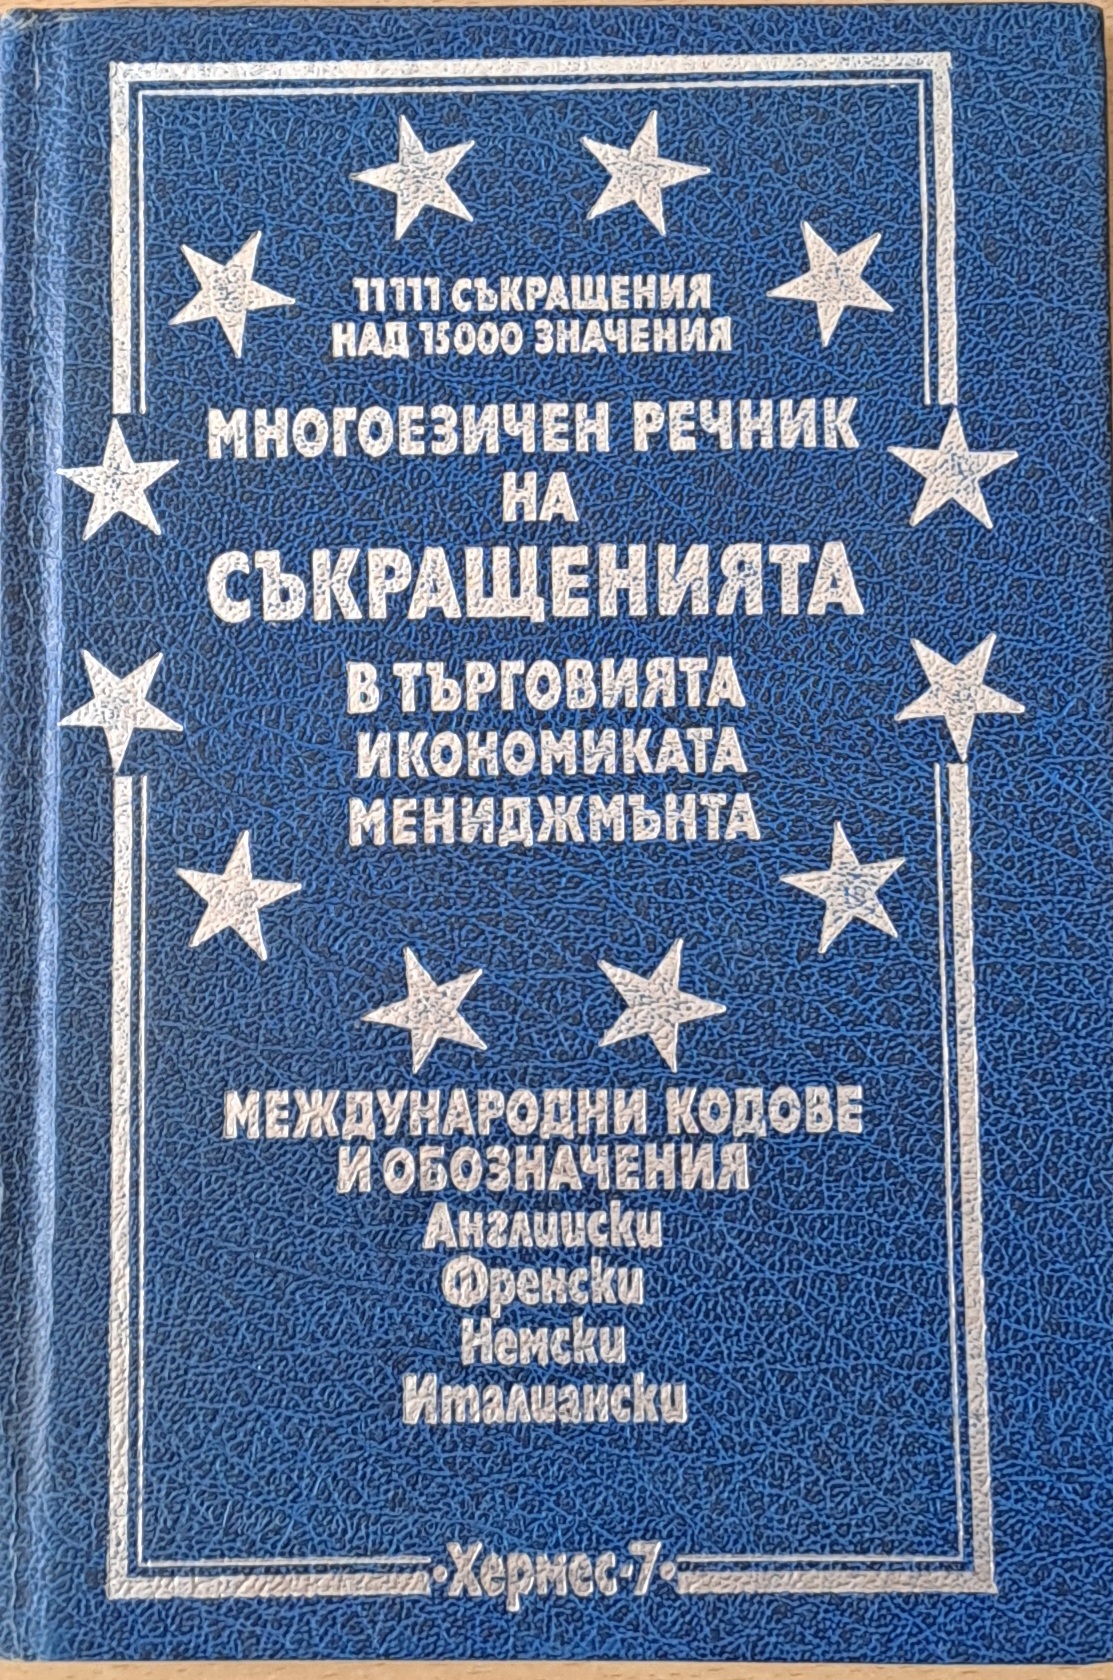 11111 СЪКРАЩЕНИЯ
НАД 15000 ЗНАЧЕНИЯ
МНОГОЕЗИЧЕН РЕЧНИК
НА
СЪКРАЩЕНИЯТА
В ТЪРГОВИЯТА
ИКОНОМИКАТА
МЕНИДЖМЪНТА
МЕЖДУНАРОДНИ КОДОВЕ
И ОБОЗНАЧЕНИЯ
Английски
Френски
Немски
Италиански
·Хермес-7·